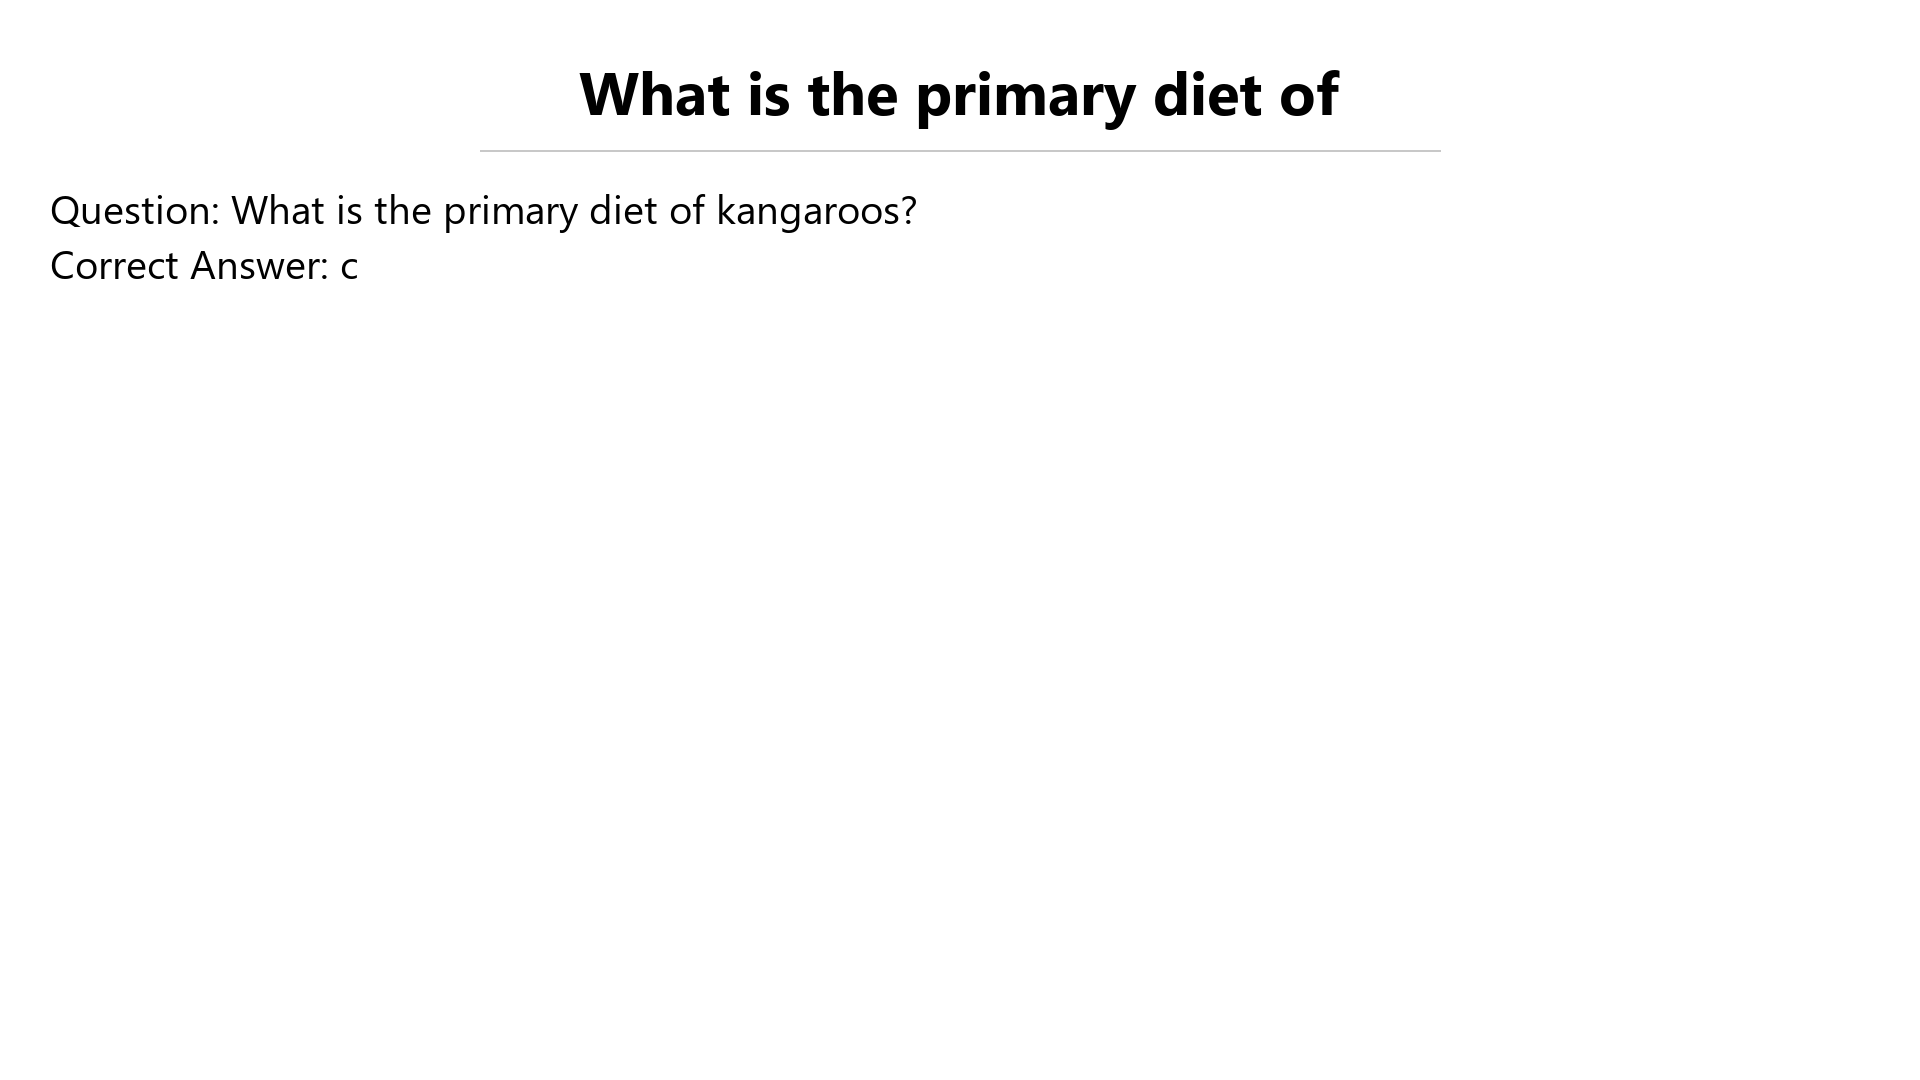 What is the primary diet of
Question: What is the primary diet of kangaroos?
Correct Answer: c